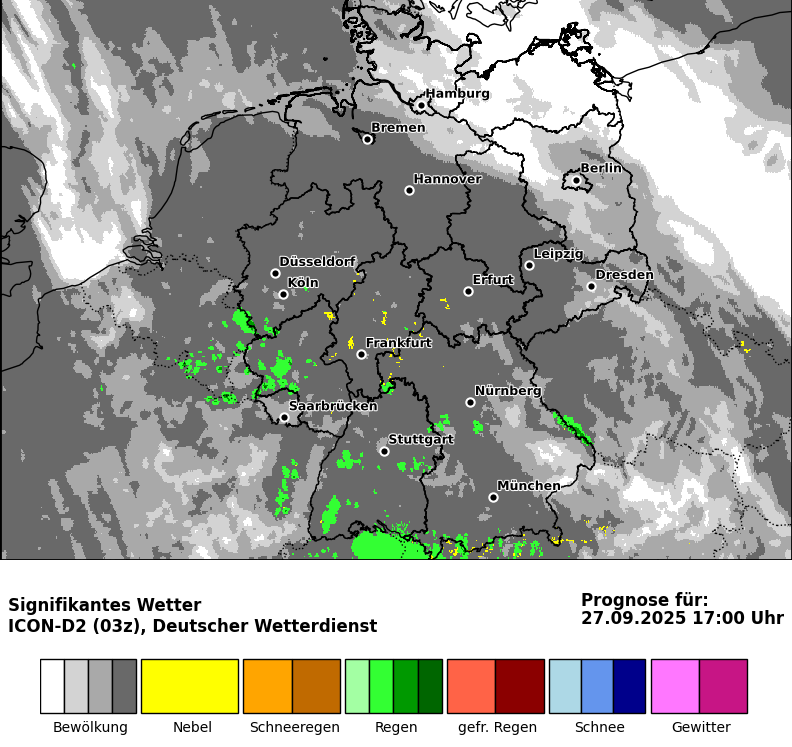 Hamburg
Bremen
Berlin
Hannover
Leipzig
Düsseldorf
Dresden
Köln
Erfurt
Frankfurt
Nürnberg
Saarbrücken
Stuttgart
München
Signifikantes Wetter
ICON-D2 (03z), Deutscher Wetterdienst
Prognose für:
27.09.2025 17:00 Uhr
Bewölkung Nebel Schneeregen Regen gefr. Regen Schnee Gewitter